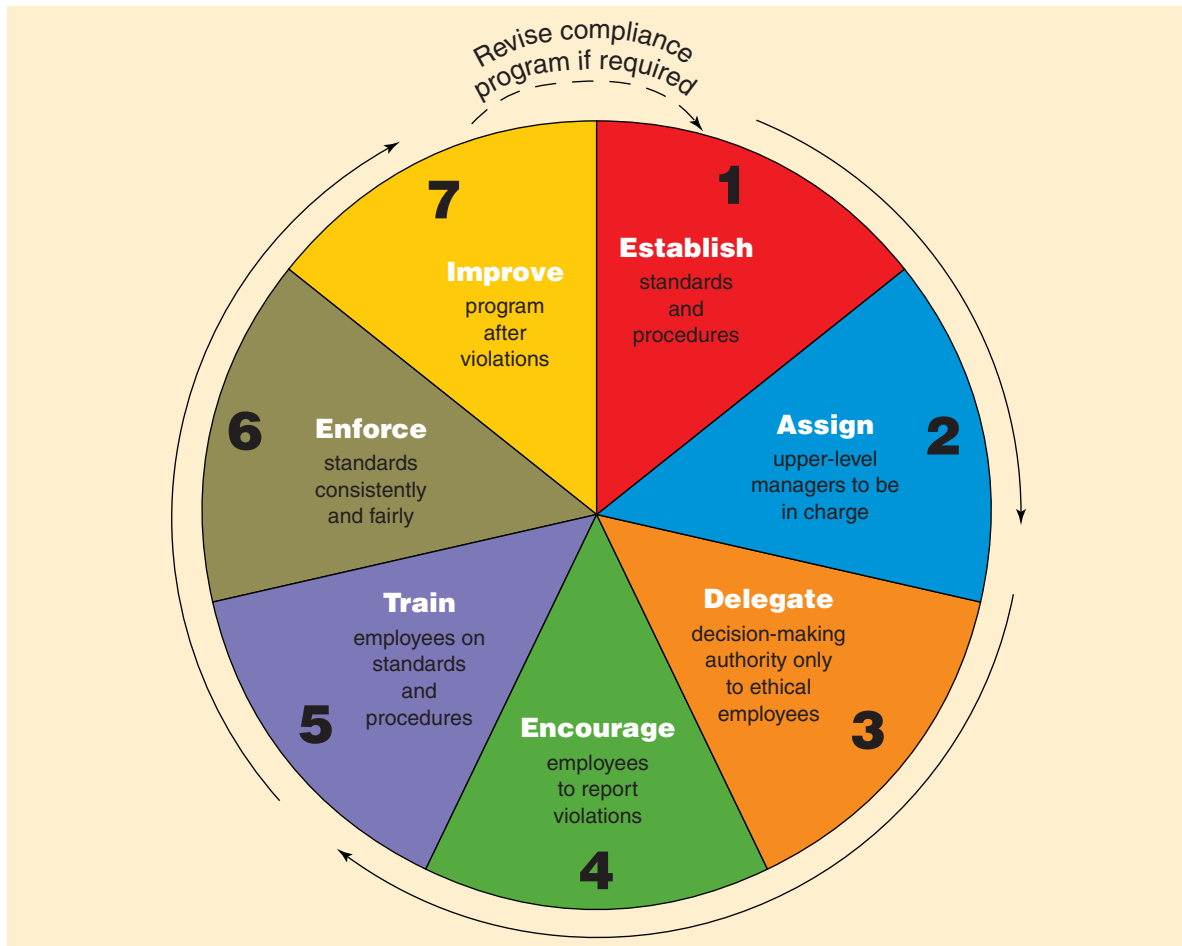 Revise compliance
program if required
1
Establish
standards
and
procedures
2
Assign
upper-level
managers to be
in charge
3
Delegate
decision-making
authority only
to ethical
employees
4
Encourage
employees
to report
violations
5
Train
employees on
standards
and
procedures
6
Enforce
standards
consistently
and fairly
7
Improve
program
after
violations